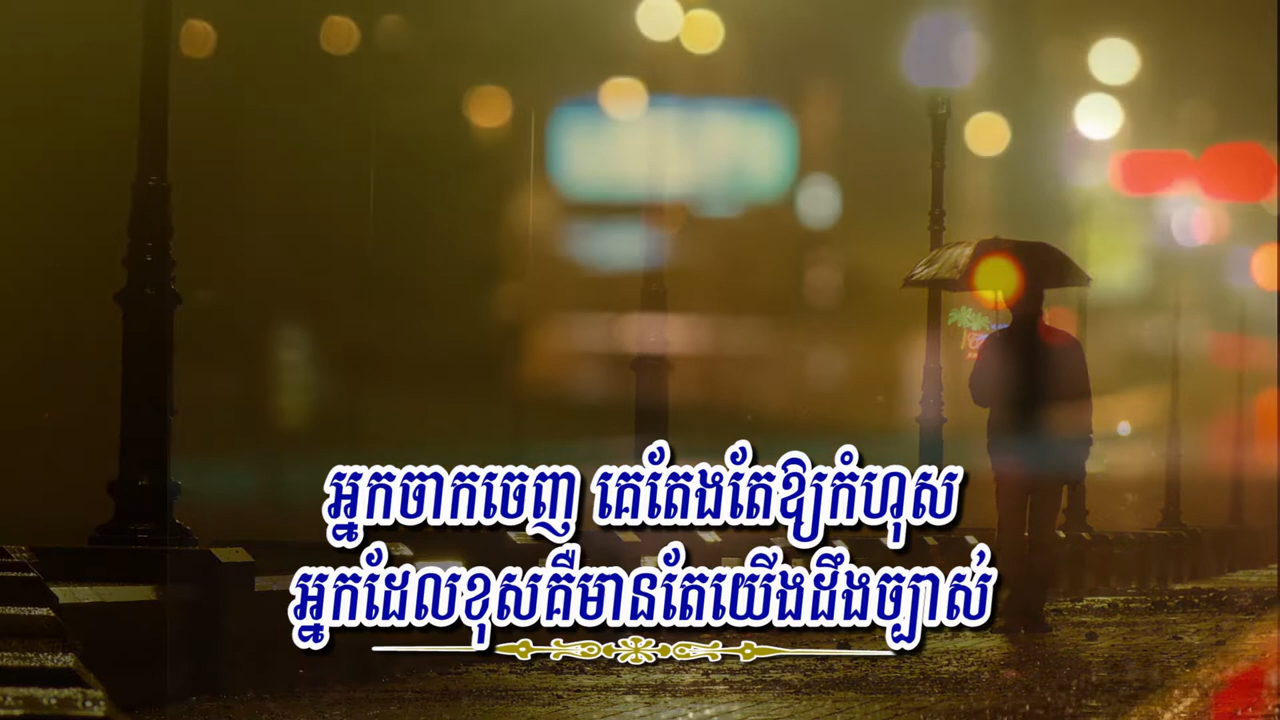 អ្នកចាកចេញ គេតែងតែឱ្យកំហុស
អ្នកដែលខុសគឺមានតែយើងដឹងច្បាស់